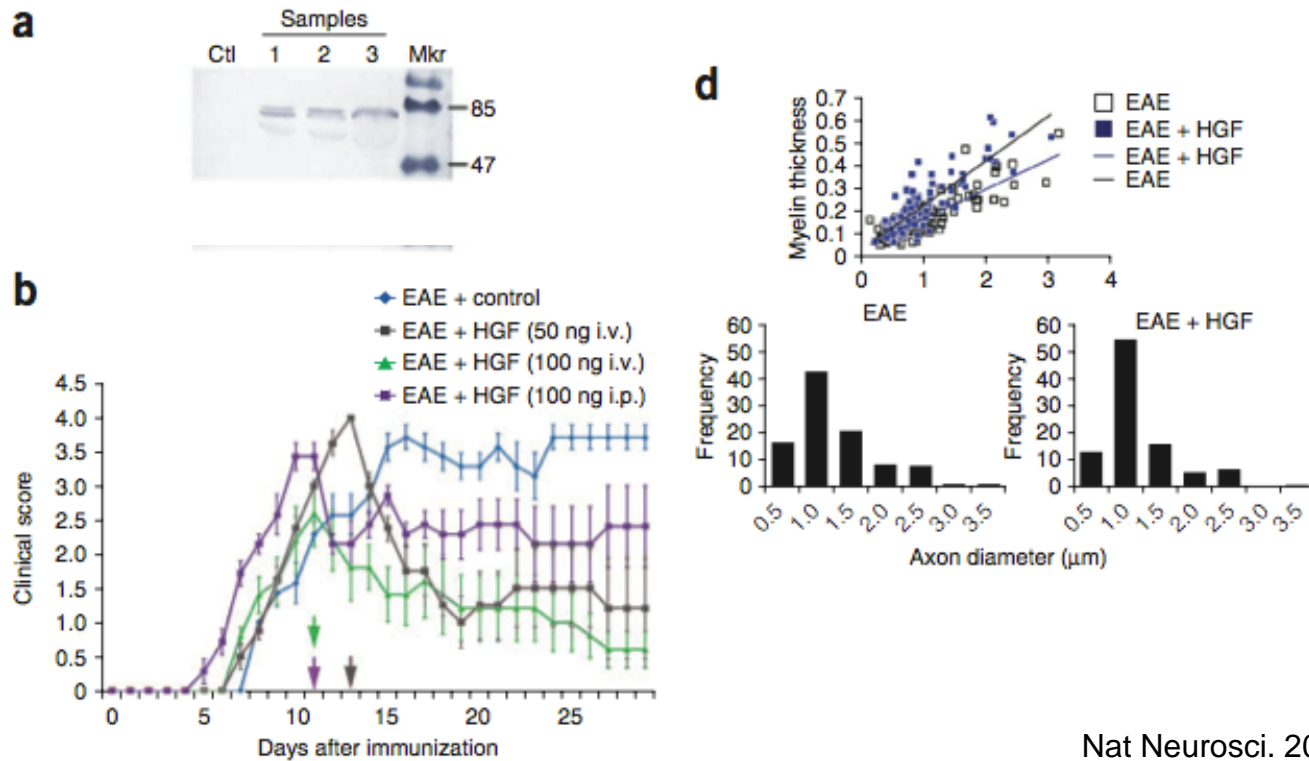 a
Samples
Ctl 1 2 3 Mkr
85
47
b
EAE + control
EAE + HGF (50 ng i.v.)
EAE + HGF (100 ng i.v.)
EAE + HGF (100 ng i.p.)
Clinical score
4.5
4.0
3.5
3.0
2.5
2.0
1.5
1.0
0.5
0
0 5 10 15 20 25
Days after immunization
d
Myelin thickness
0.7
0.6
0.5
0.4
0.3
0.2
0.1
0
0 1 2 3 4
EAE
EAE + HGF
EAE + HGF
EAE
EAE
Frequency
60
50
40
30
20
10
0
0.5 1.0 1.5 2.0 2.5 3.0 3.5
EAE + HGF
Frequency
60
50
40
30
20
10
0
0.5 1.0 1.5 2.0 2.5 3.0 3.5
Axon diameter (μm)
Nat Neurosci. 20